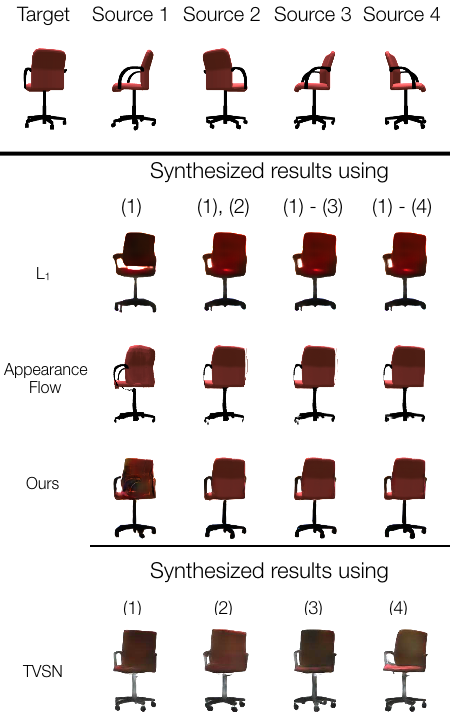 Target Source 1 Source 2 Source 3 Source 4
Synthesized results using
(1) (1), (2) (1) - (3) (1) - (4)
L₁
Appearance
Flow
Ours
Synthesized results using
(1) (2) (3) (4)
TVSN